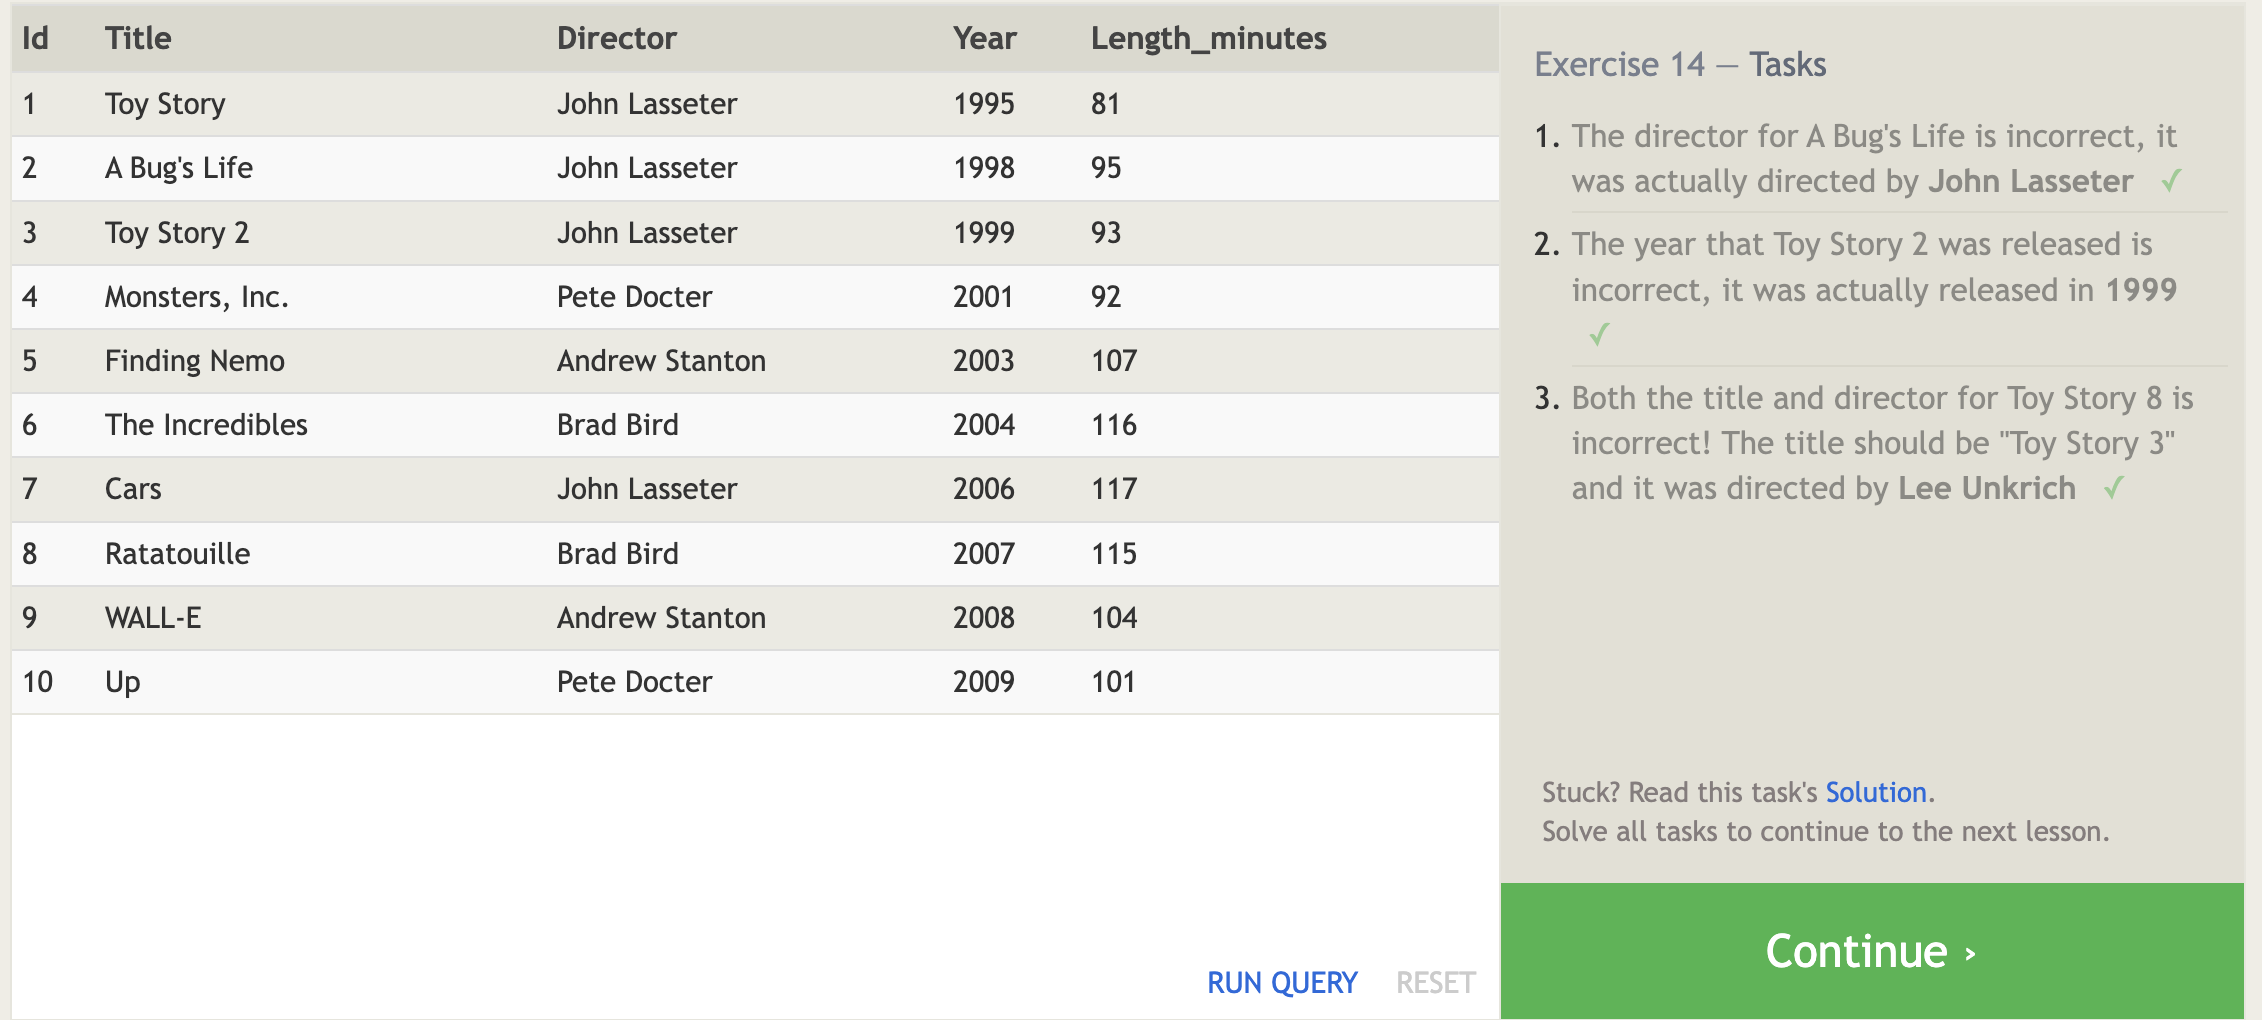 Id Title Director Year Length_minutes
1 Toy Story John Lasseter 1995 81
2 A Bug's Life John Lasseter 1998 95
3 Toy Story 2 John Lasseter 1999 93
4 Monsters, Inc. Pete Docter 2001 92
5 Finding Nemo Andrew Stanton 2003 107
6 The Incredibles Brad Bird 2004 116
7 Cars John Lasseter 2006 117
8 Ratatouille Brad Bird 2007 115
9 WALL-E Andrew Stanton 2008 104
10 Up Pete Docter 2009 101
RUN QUERY RESET
Exercise 14 — Tasks
1. The director for A Bug's Life is incorrect, it
was actually directed by John Lasseter ✓
2. The year that Toy Story 2 was released is
incorrect, it was actually released in 1999
✓
3. Both the title and director for Toy Story 8 is
incorrect! The title should be "Toy Story 3"
and it was directed by Lee Unkrich ✓
Stuck? Read this task's Solution.
Solve all tasks to continue to the next lesson.
Continue ›